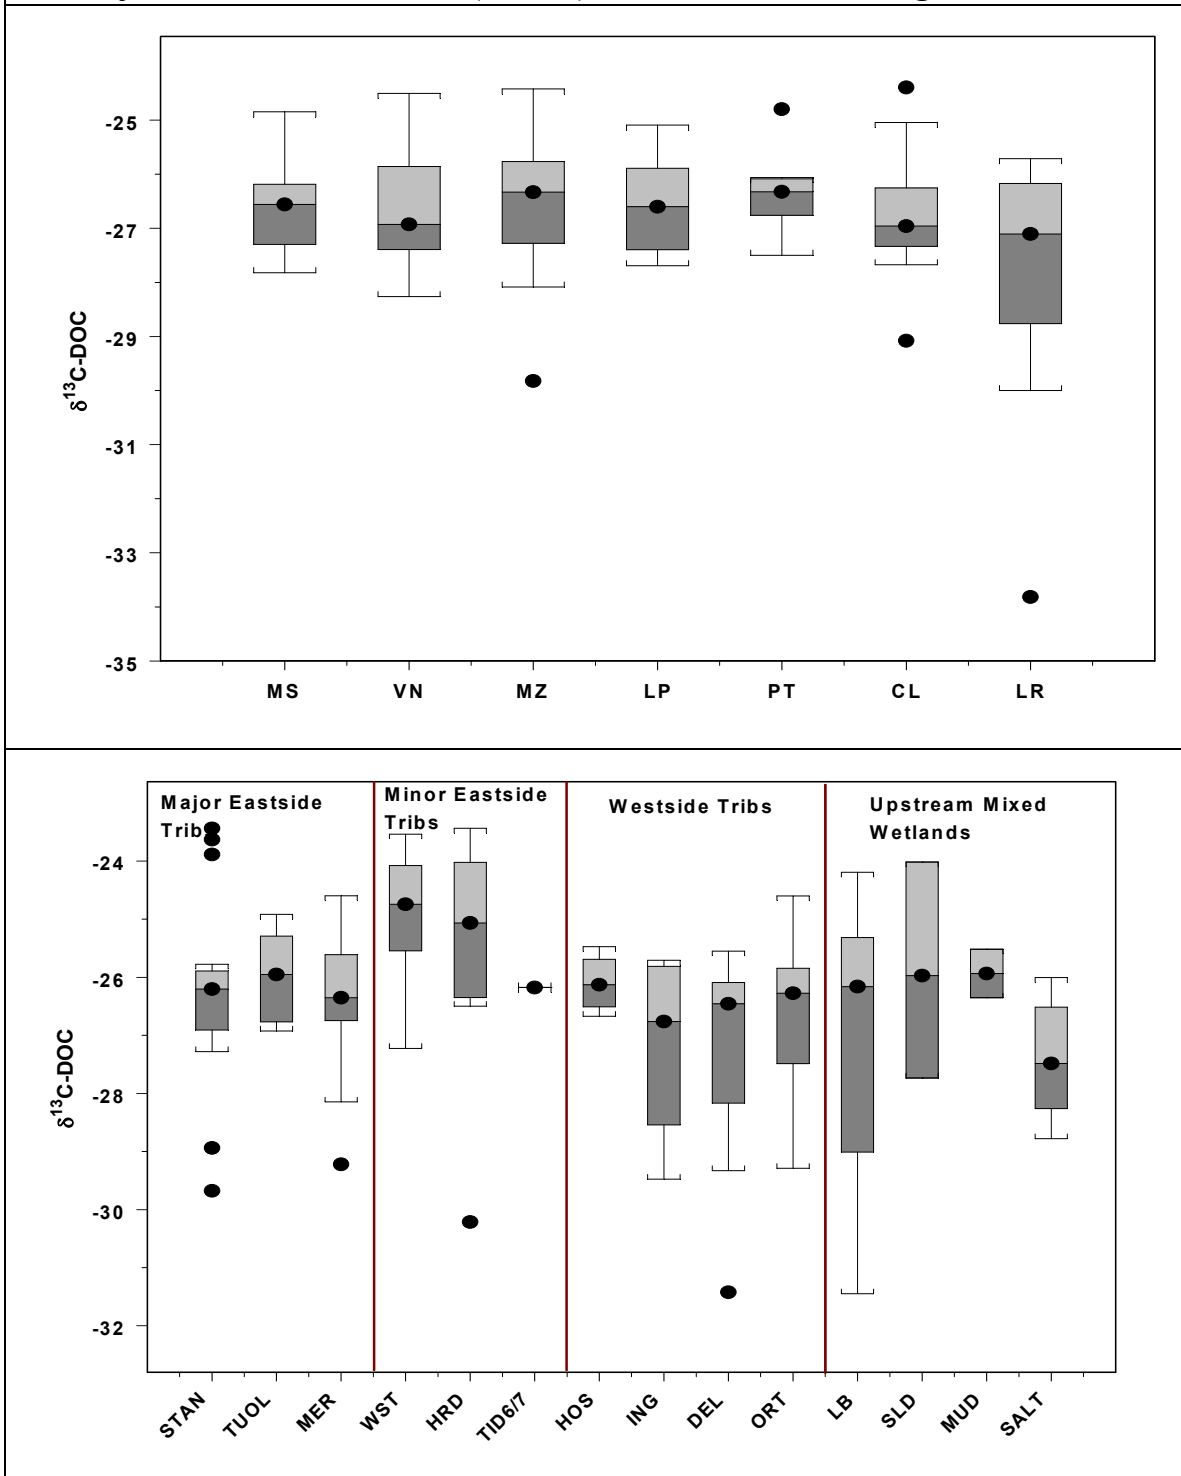 -25
-27
-29
-31
-33
-35
δ13C-DOC
MS VN MZ LP PT CL LR
Major Eastside
Trib
Minor Eastside
Tribs
Westside Tribs
Upstream Mixed
Wetlands
-24
-26
-28
-30
-32
δ13C-DOC
STAN TUOL MER WST HRD TID6/7 HOS ING DEL ORT LB SLD MUD SALT